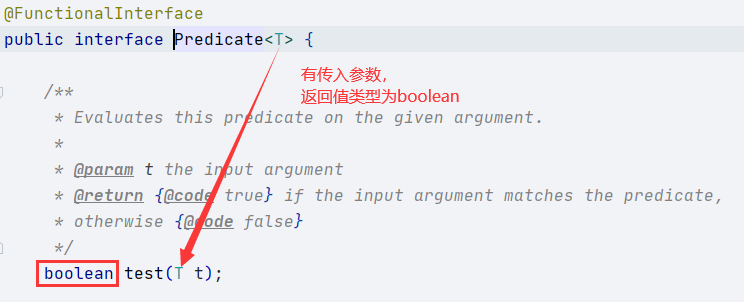 @FunctionalInterface
public interface Predicate<T> {
有传入参数，
返回值类型为boolean
/**
* Evaluates this predicate on the given argument.
*
* @param t the input argument
* @return {@code true} if the input argument matches the predicate,
* otherwise {@code false}
*/
boolean test(T t);